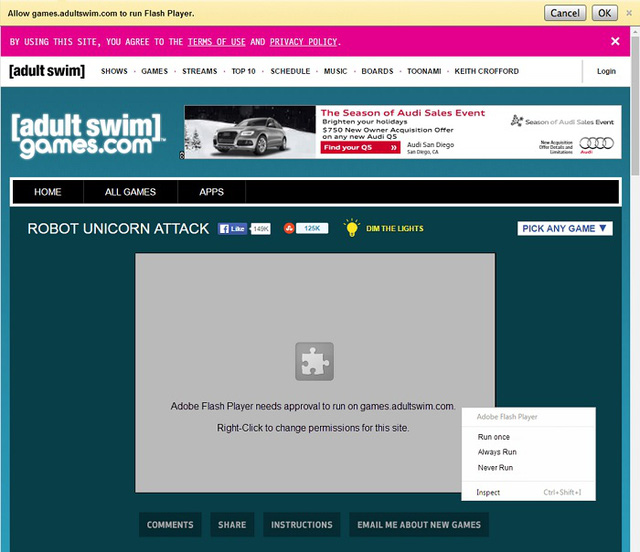 Allow games.adultswim.com to run Flash Player.
Cancel OK
BY USING THIS SITE, YOU AGREE TO THE TERMS OF USE AND PRIVACY POLICY.
[adult swim] SHOWS · GAMES · STREAMS · TOP 10 · SCHEDULE · MUSIC · BOARDS · TOONAMI · KEITH CROFFORD Login
[adult swim]™
games.com
The Season of Audi Sales Event
Brighten your holidays
$750 New Owner Acquisition Offer
on any new Audi Q5
Find your Q5 »
Audi San Diego
San Diego, CA
Season of Audi Sales Event
New Acquisition
Offer Details and
Limitations
Audi
HOME ALL GAMES APPS
ROBOT UNICORN ATTACK Like 149K 125K DIM THE LIGHTS PICK ANY GAME ▼
Adobe Flash Player needs approval to run on games.adultswim.com.
Right-Click to change permissions for this site.
Adobe Flash Player
Run once
Always Run
Never Run
Inspect Ctrl+Shift+I
COMMENTS SHARE INSTRUCTIONS EMAIL ME ABOUT NEW GAMES